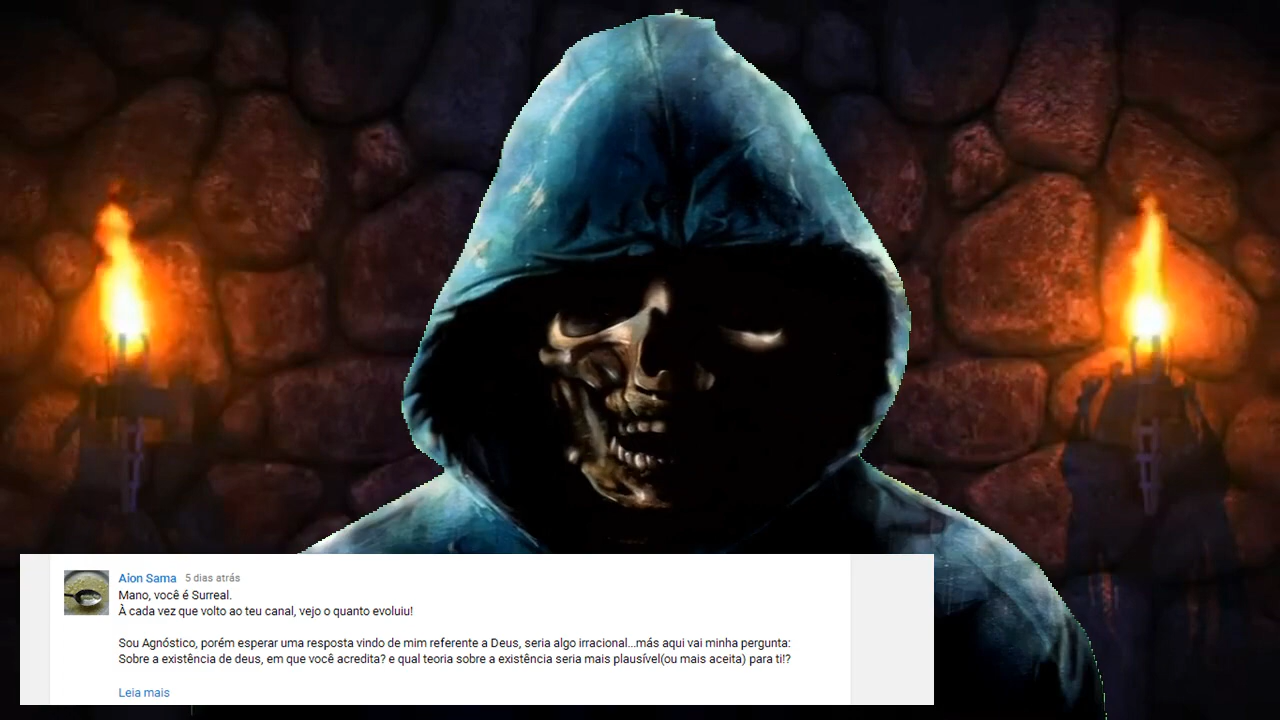 Aion Sama 5 dias atrás
Mano, você é Surreal.
À cada vez que volto ao teu canal, vejo o quanto evoluiu!
Sou Agnóstico, porém esperar uma resposta vindo de mim referente a Deus, seria algo irracional...más aqui vai minha pergunta:
Sobre a existência de deus, em que você acredita? e qual teoria sobre a existência seria mais plausível(ou mais aceita) para ti!?
Leia mais